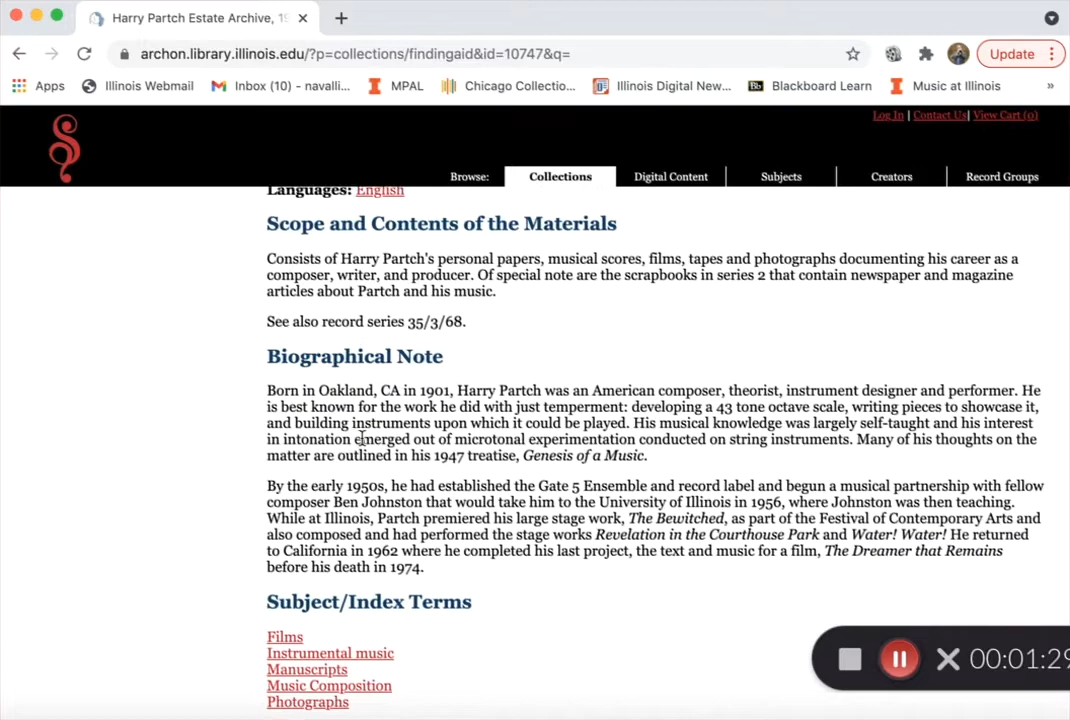 Harry Partch Estate Archive, 19
archon.library.illinois.edu/?p=collections/findingaid&id=10747&q=
Update
Apps
Illinois Webmail
Inbox (10) - navalli...
MPAL
Chicago Collectio...
Illinois Digital New...
Bb
Blackboard Learn
Music at Illinois
»
Log In | Contact Us | View Cart (0)
Browse: Collections Digital Content Subjects Creators Record Groups
Languages: English
Scope and Contents of the Materials
Consists of Harry Partch's personal papers, musical scores, films, tapes and photographs documenting his career as a
composer, writer, and producer. Of special note are the scrapbooks in series 2 that contain newspaper and magazine
articles about Partch and his music.
See also record series 35/3/68.
Biographical Note
Born in Oakland, CA in 1901, Harry Partch was an American composer, theorist, instrument designer and performer. He
is best known for the work he did with just temperment: developing a 43 tone octave scale, writing pieces to showcase it,
and building instruments upon which it could be played. His musical knowledge was largely self-taught and his interest
in intonation emerged out of microtonal experimentation conducted on string instruments. Many of his thoughts on the
matter are outlined in his 1947 treatise, Genesis of a Music.
By the early 1950s, he had established the Gate 5 Ensemble and record label and begun a musical partnership with fellow
composer Ben Johnston that would take him to the University of Illinois in 1956, where Johnston was then teaching.
While at Illinois, Partch premiered his large stage work, The Bewitched, as part of the Festival of Contemporary Arts and
also composed and had performed the stage works Revelation in the Courthouse Park and Water! Water! He returned
to California in 1962 where he completed his last project, the text and music for a film, The Dreamer that Remains
before his death in 1974.
Subject/Index Terms
Films
Instrumental music
Manuscripts
Music Composition
Photographs
00:01:29